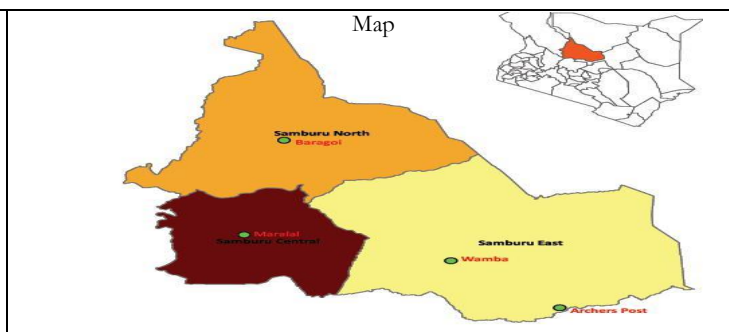 Map
Samburu North
Baragoi
Maralal
Samburu Central
Samburu East
Wamba
Archers Post